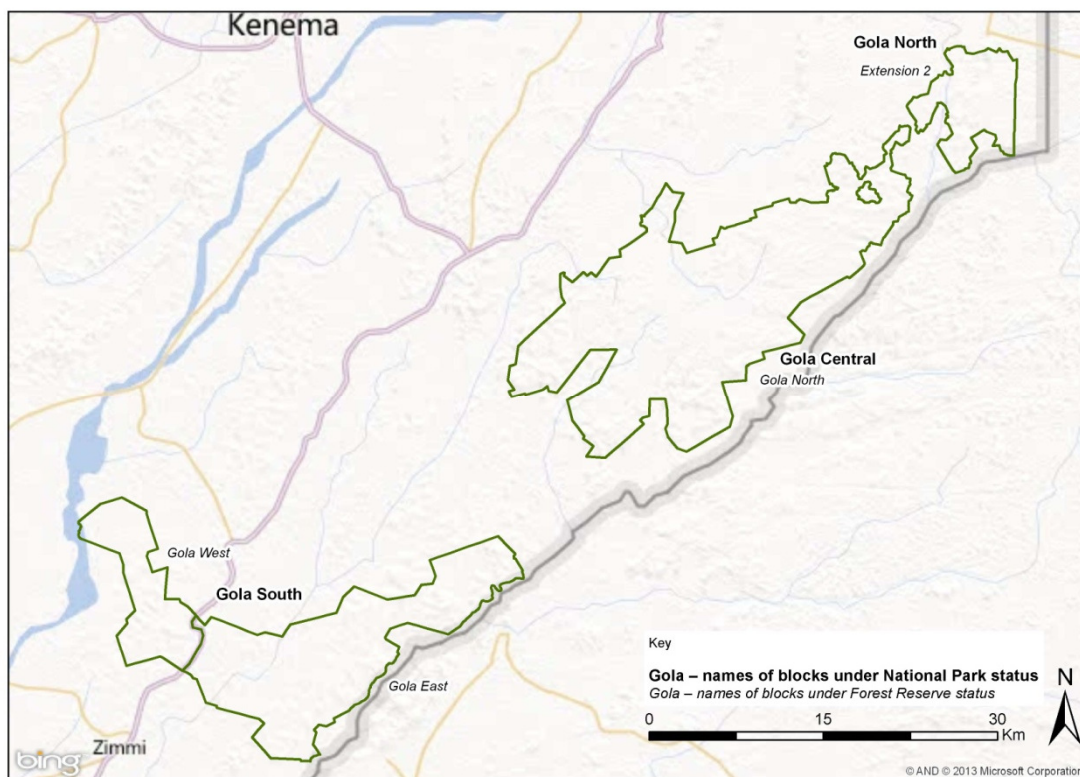 Kenema
Gola North
Extension 2
Gola Central
Gola North
Gola West
Gola South
Gola East
Zimmi
Key
Gola – names of blocks under National Park status
Gola – names of blocks under Forest Reserve status
N
0 15 30
Km
bing
© AND © 2013 Microsoft Corporation